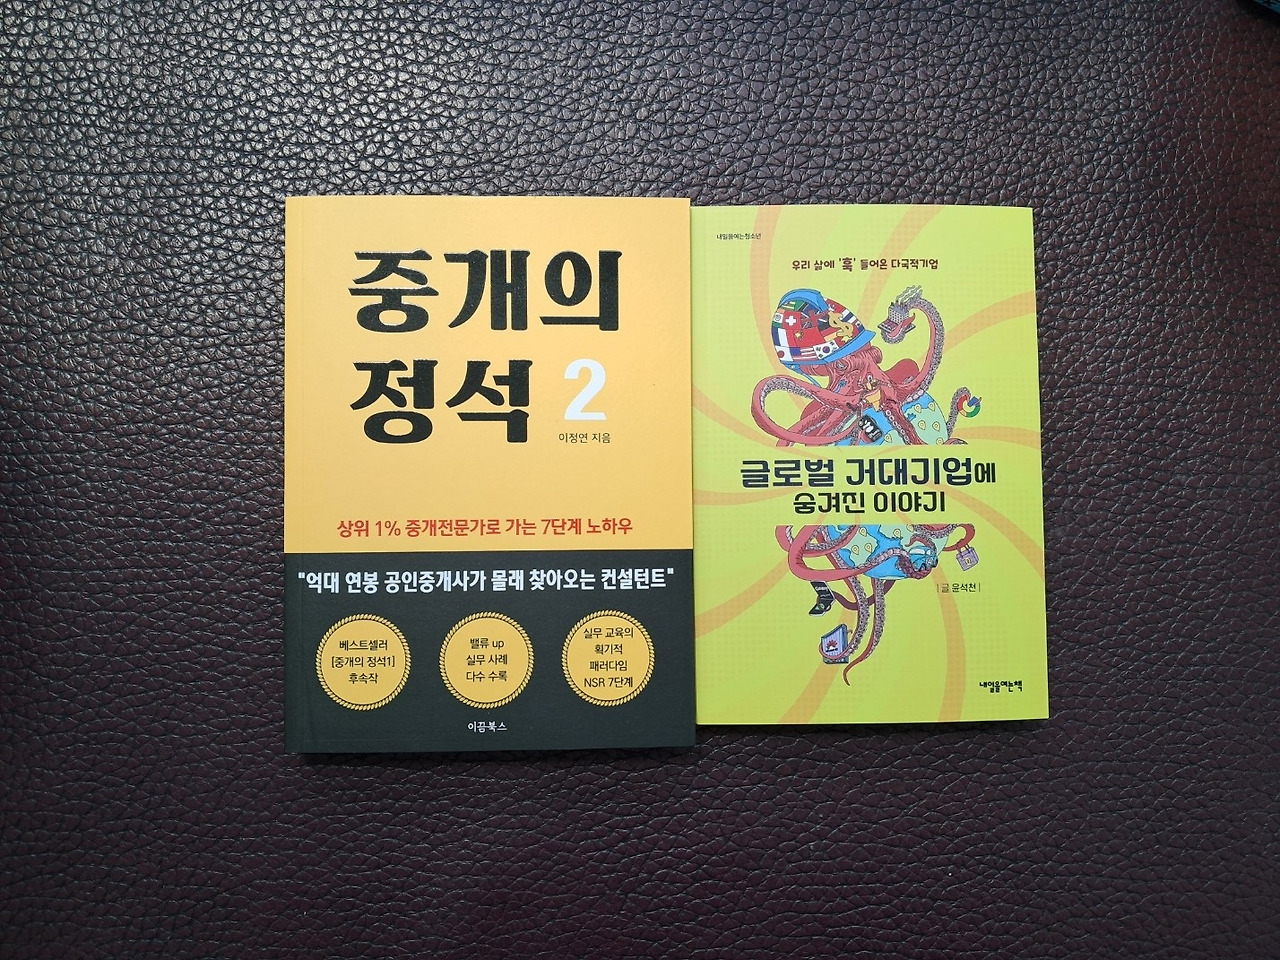 중개의
정석 2
이정연 지음
상위 1% 중개전문가로 가는 7단계 노하우
"억대 연봉 공인중개사가 몰래 찾아오는 컨설턴트"
베스트셀러
[중개의 정석1]
후속작
밸류 up
실무 사례
다수 수록
실무 교육의
획기적
패러다임
NSR 7단계
이끔북스
내일을여는청소년
우리 삶에 '훅' 들어온 다국적기업
글로벌 거대기업에
숨겨진 이야기
| 글 윤석천 |
내일을여는책